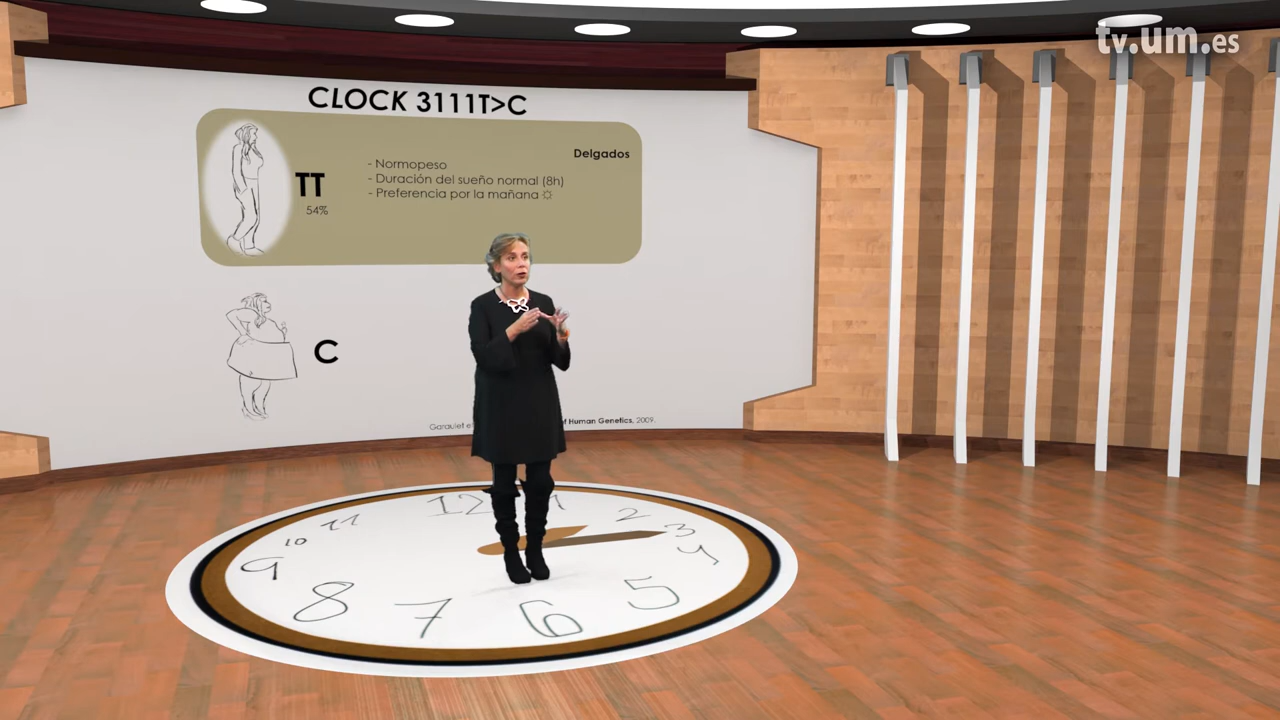 tv.um.es
CLOCK 3111T>C
Delgados
TT
54%
- Normopeso
- Duración del sueño normal (8h)
- Preferencia por la mañana
C
Garaulet e
f Human Genetics, 2009.
12
1
2
3
4
5
6
7
8
9
10
11